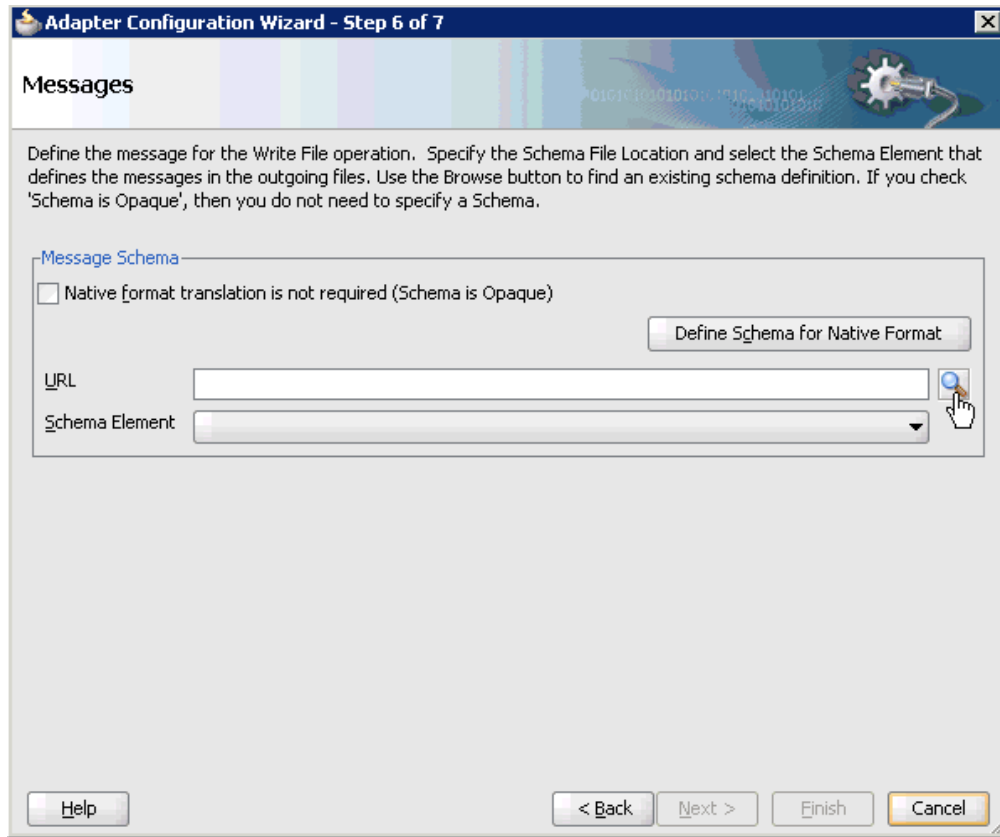 Adapter Configuration Wizard - Step 6 of 7
Messages
Define the message for the Write File operation.  Specify the Schema File Location and select the Schema Element that
defines the messages in the outgoing files. Use the Browse button to find an existing schema definition. If you check
'Schema is Opaque', then you do not need to specify a Schema.
Message Schema
Native format translation is not required (Schema is Opaque)
Define Schema for Native Format
URL
Schema Element
Help
< Back
Next >
Finish
Cancel